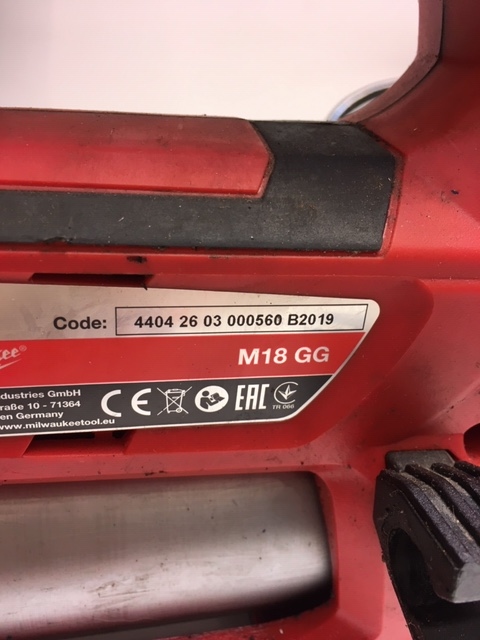 Code: 4404 26 03 000560 B2019
M18 GG
Industries GmbH
raße 10 - 71364
en Germany
www.milwaukeetool.eu
CE EAC
TR 066